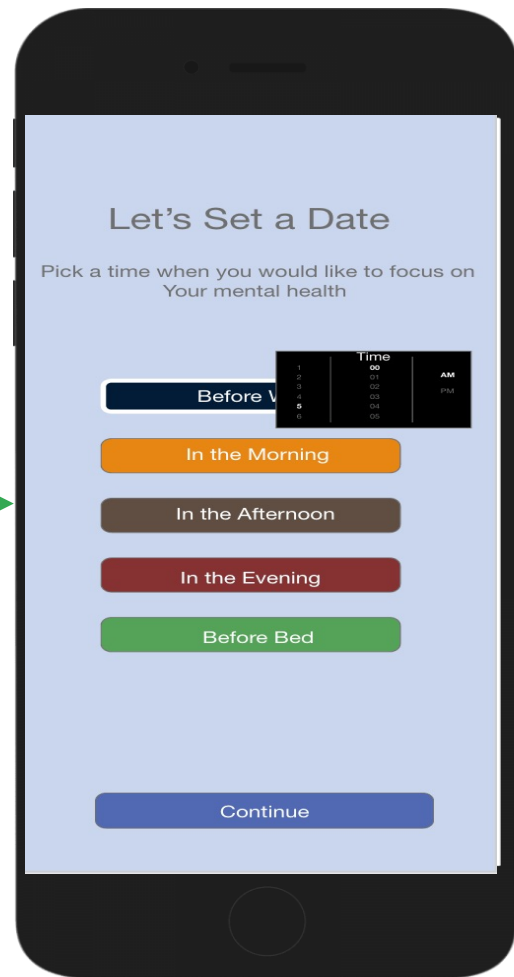 Let's Set a Date
Pick a time when you would like to focus on
Your mental health
Time
1 00
2 01 AM
3 02 PM
4 03
5 04
6 05
Before
In the Morning
In the Afternoon
In the Evening
Before Bed
Continue